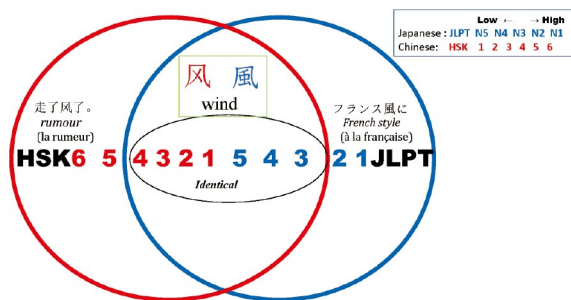 Low ← → High
Japanese: JLPT N5 N4 N3 N2 N1
Chinese: HSK 1 2 3 4 5 6
风 風
wind
走了风了。
rumour
(la rumeur)
フランス風に
French style
(à la française)
HSK6 5 4 3 2 1 5 4 3 2 1JLPT
Identical